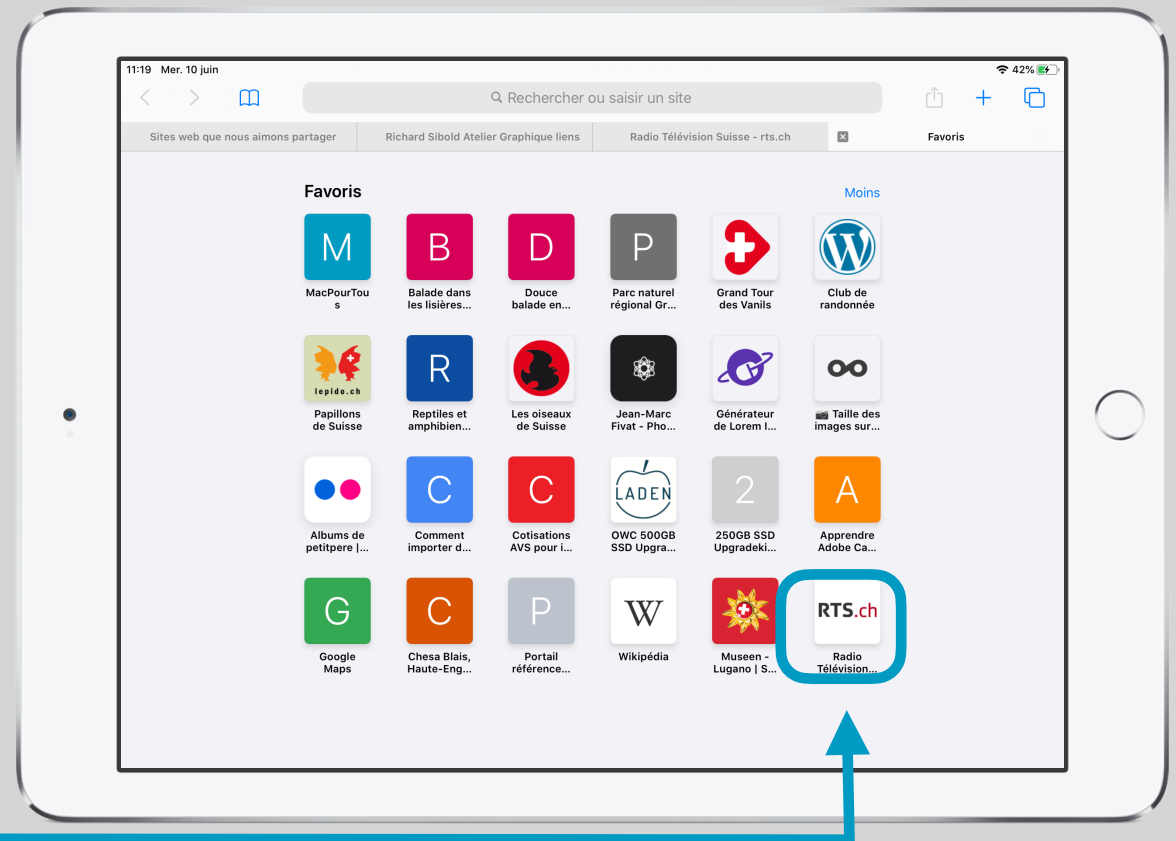 11:19 Mer. 10 juin
42%
Rechercher ou saisir un site
Sites web que nous aimons partager
Richard Sibold Atelier Graphique liens
Radio Télévision Suisse - rts.ch
Favoris
Favoris
Moins
M
B
D
P
W
MacPourTou
s
Balade dans
les lisières...
Douce
balade en...
Parc naturel
régional Gr...
Grand Tour
des Vanils
Club de
randonnée
lepido.ch
R
Papillons
de Suisse
Reptiles et
amphibien...
Les oiseaux
de Suisse
Jean-Marc
Fivat - Pho...
Générateur
de Lorem I...
📷 Taille des
images sur...
C
C
LADEN
2
A
Albums de
petitpere |...
Comment
importer d...
Cotisations
AVS pour i...
OWC 500GB
SSD Upgra...
250GB SSD
Upgradeki...
Apprendre
Adobe Ca...
G
C
P
W
RTS.ch
Google
Maps
Chesa Blais,
Haute-Eng...
Portail
référence...
Wikipédia
Museen -
Lugano | S...
Radio
Télévision...